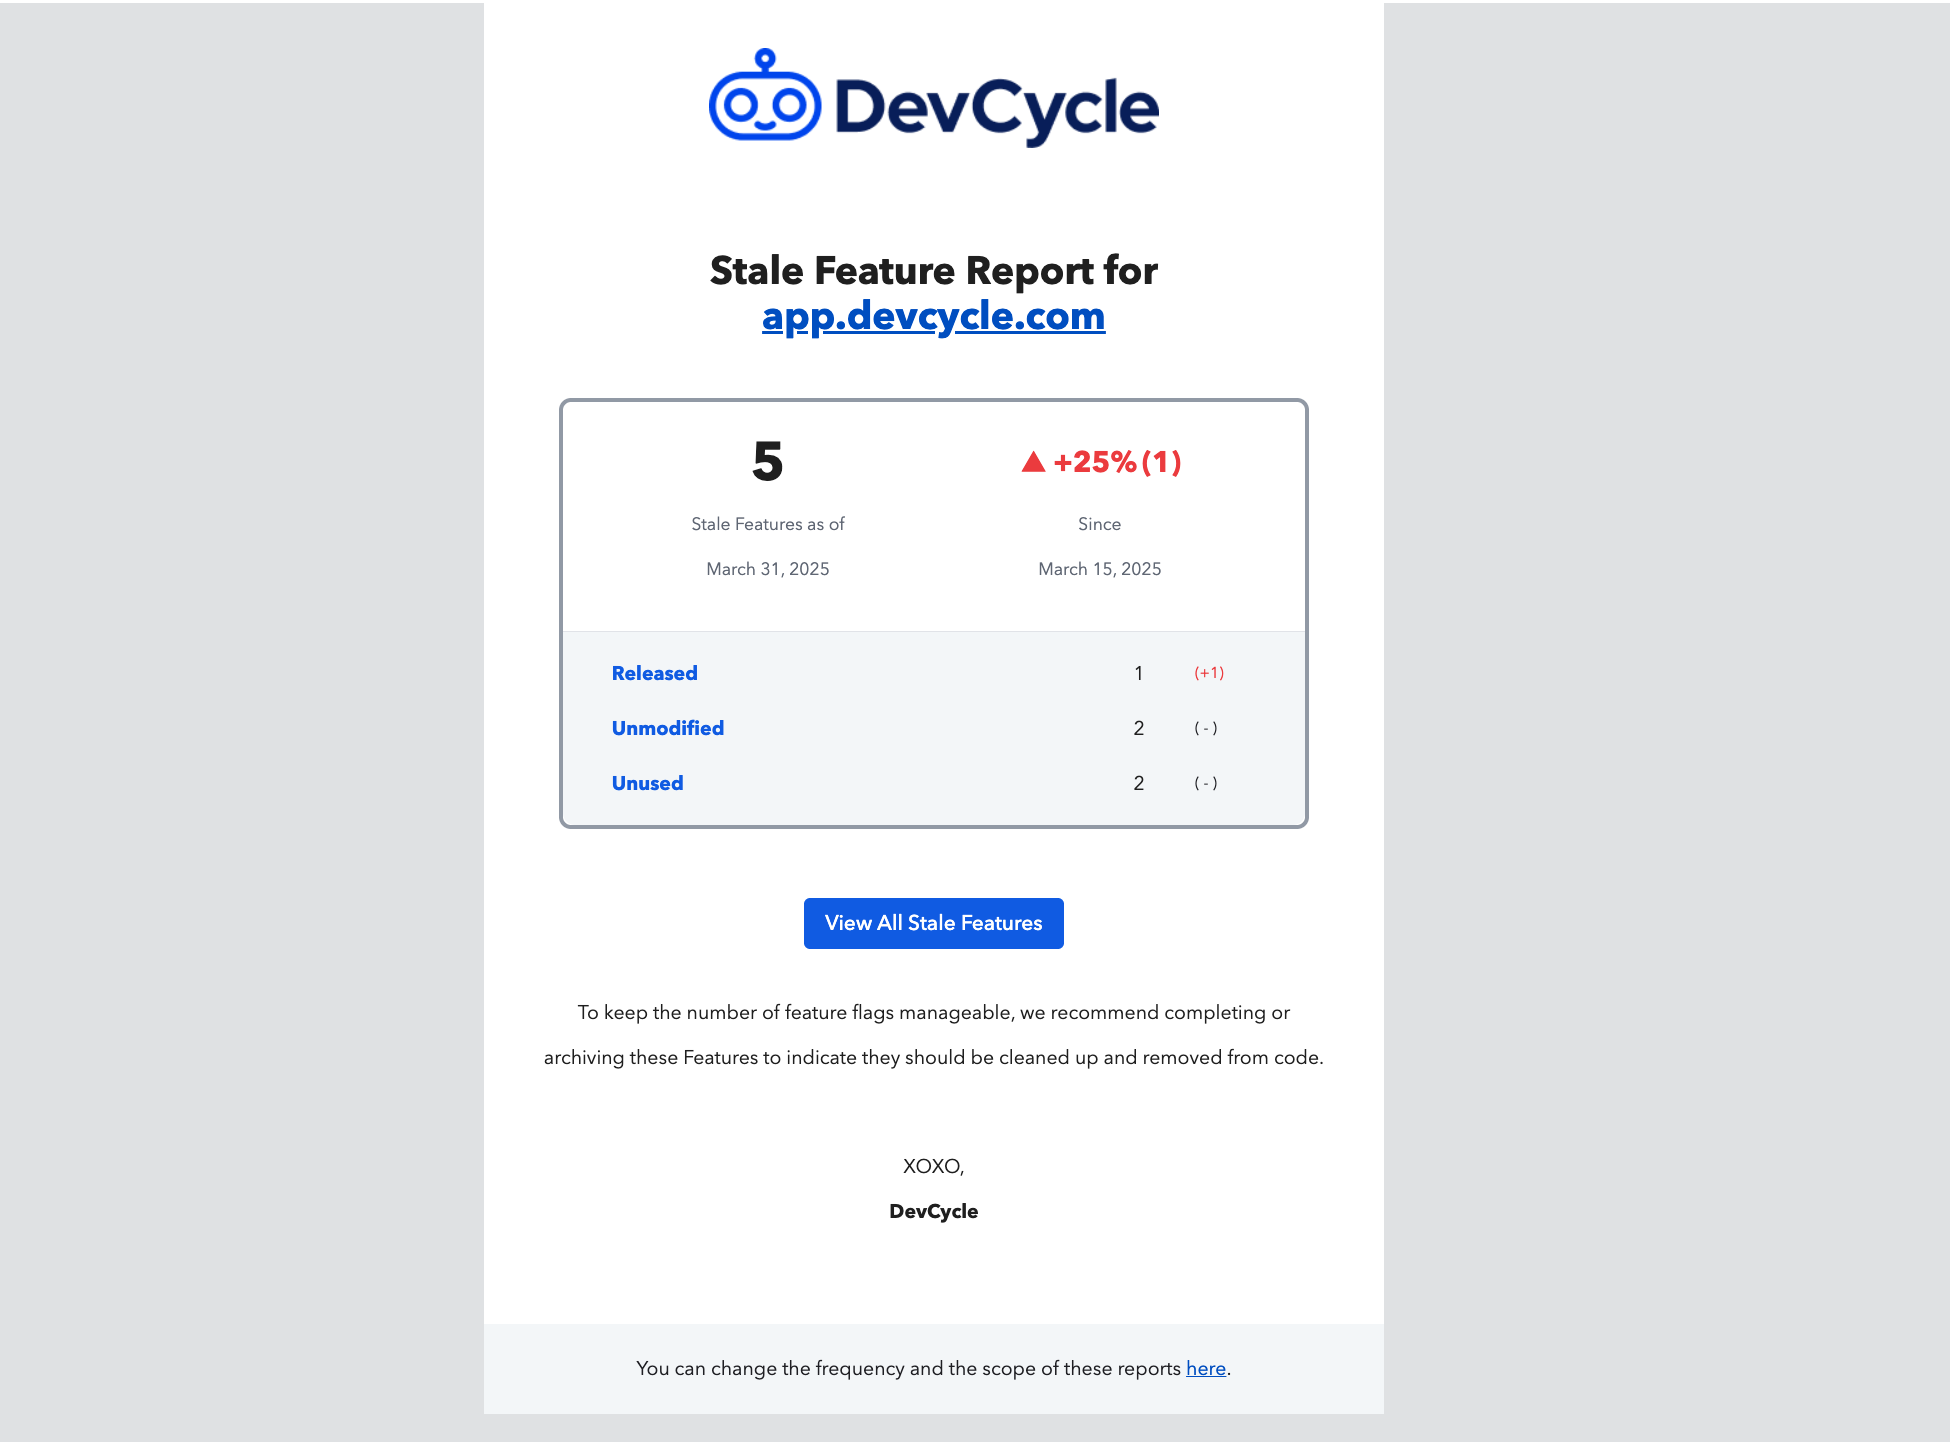 DevCycle
Stale Feature Report for
app.devcycle.com
5
▲ +25% (1)
Stale Features as of
Since
March 31, 2025
March 15, 2025
Released 1 (+1)
Unmodified 2 ( - )
Unused 2 ( - )
View All Stale Features
To keep the number of feature flags manageable, we recommend completing or
archiving these Features to indicate they should be cleaned up and removed from code.
XOXO,
DevCycle
You can change the frequency and the scope of these reports here.